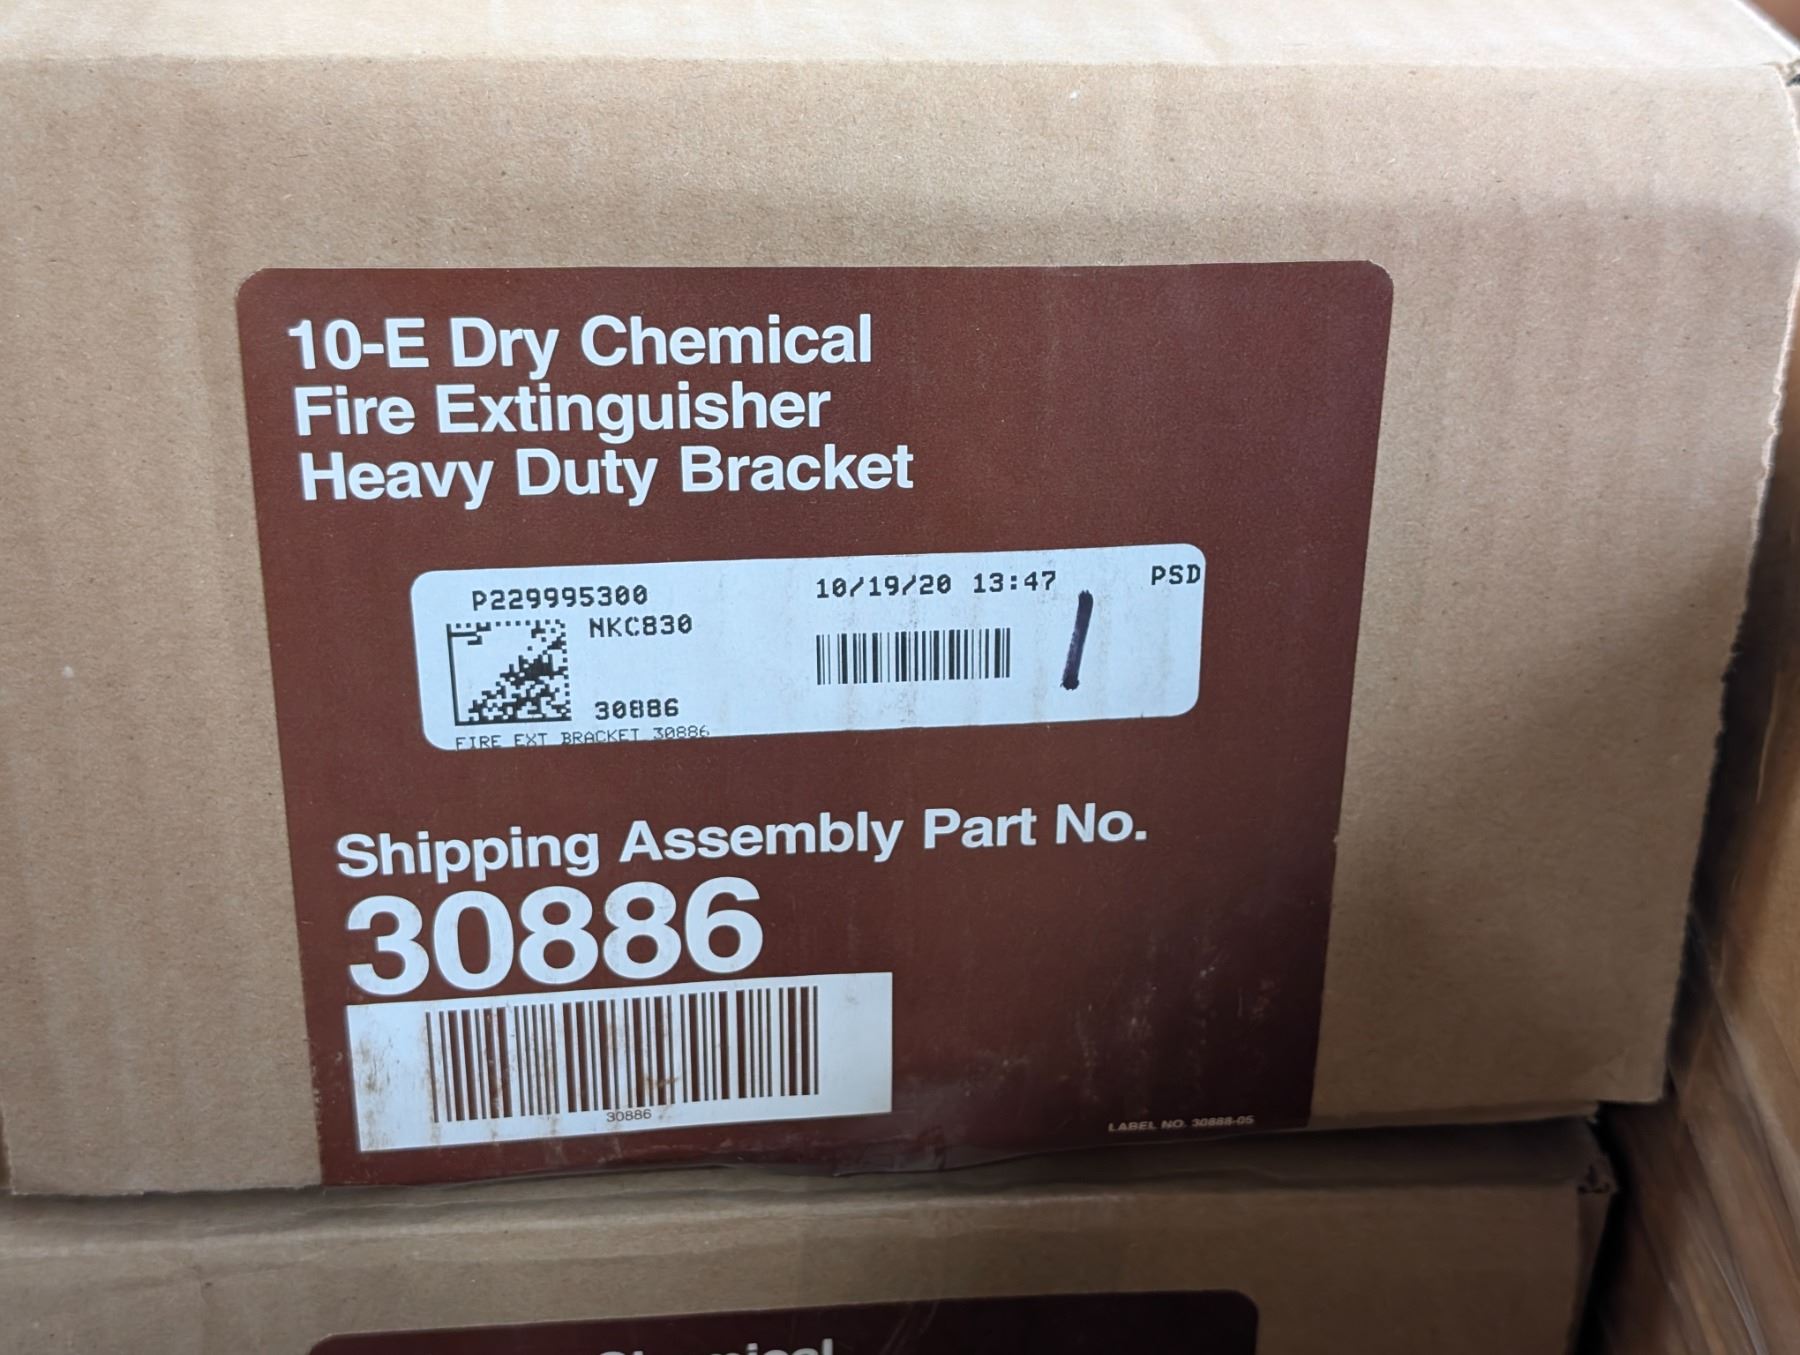 10-E Dry Chemical
Fire Extinguisher
Heavy Duty Bracket
P229995300 10/19/20 13:47 PSD
NKC830
30886
FIRE EXT BRACKET 30886
Shipping Assembly Part No.
30886
30886
LABEL NO. 30888-05
Chemical